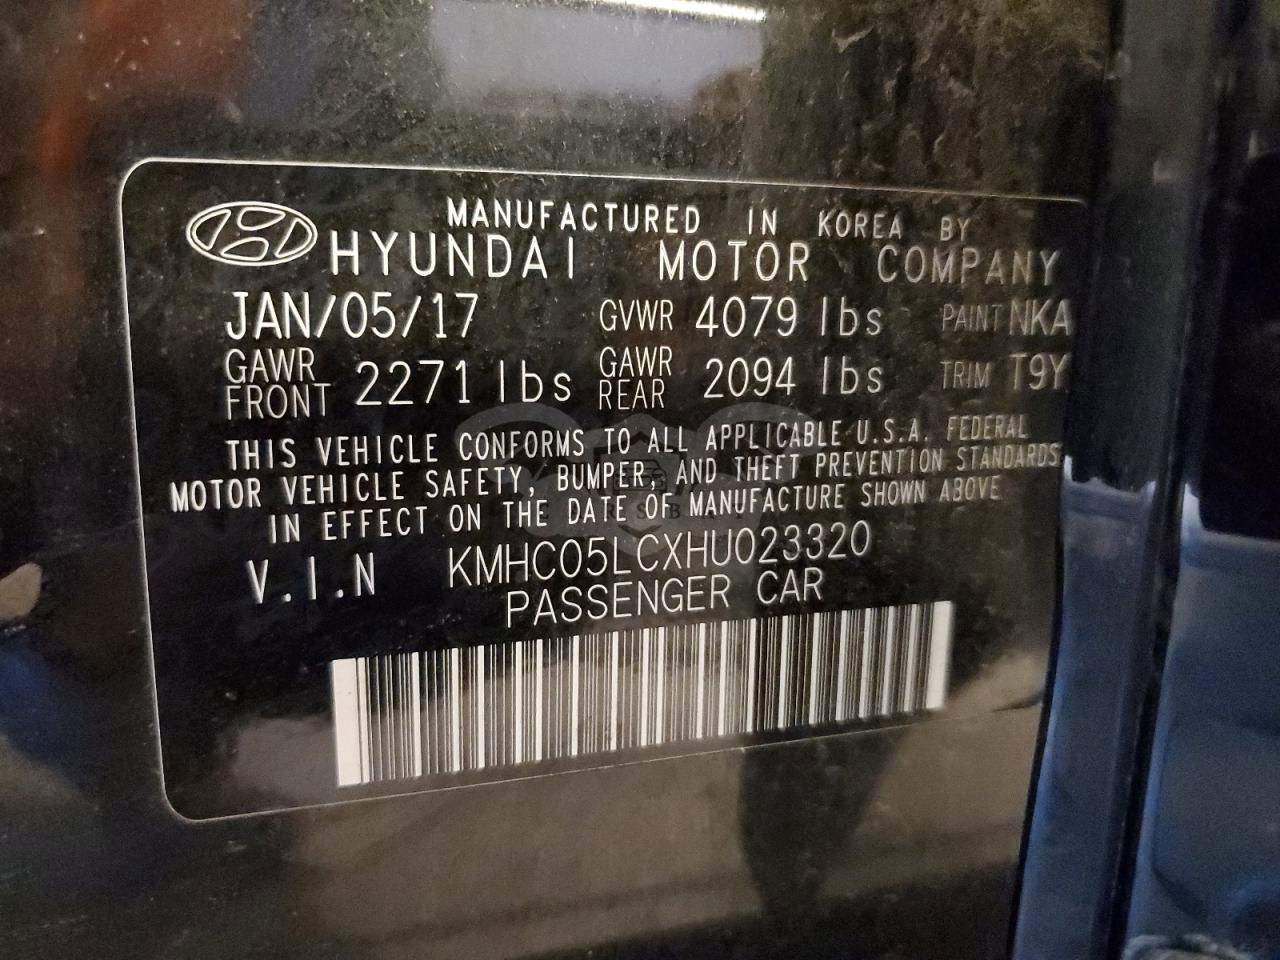 MANUFACTURED IN KOREA BY
HYUNDAI MOTOR COMPANY
JAN/05/17 GVWR 4079 lbs PAINT NKA
GAWR FRONT 2271 lbs GAWR REAR 2094 lbs TRIM T9Y
THIS VEHICLE CONFORMS TO ALL APPLICABLE U.S.A. FEDERAL
MOTOR VEHICLE SAFETY, BUMPER, AND THEFT PREVENTION STANDARDS
IN EFFECT ON THE DATE OF MANUFACTURE SHOWN ABOVE
V.I.N KMHC05LCXHU023320
PASSENGER CAR